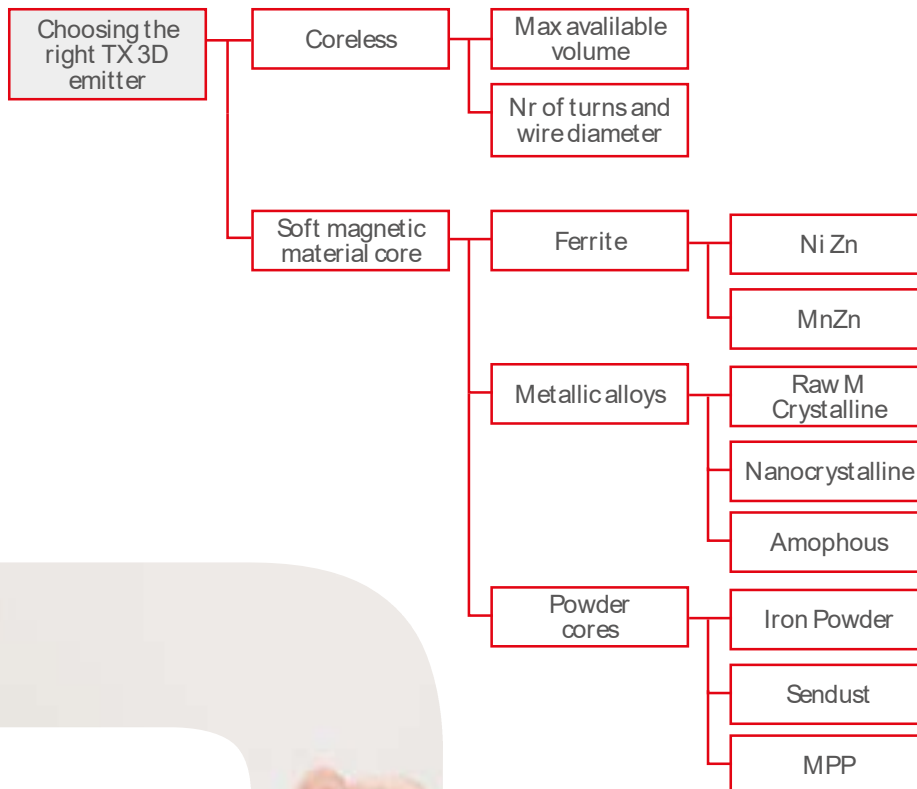 Choosing the
right TX 3D
emitter
Coreless
Max avalilable
volume
Nr of turns and
wire diameter
Soft magnetic
material core
Ferrite
Ni Zn
MnZn
Metallic alloys
Raw M
Crystalline
Nanocrystalline
Amophous
Powder
cores
Iron Powder
Sendust
MPP